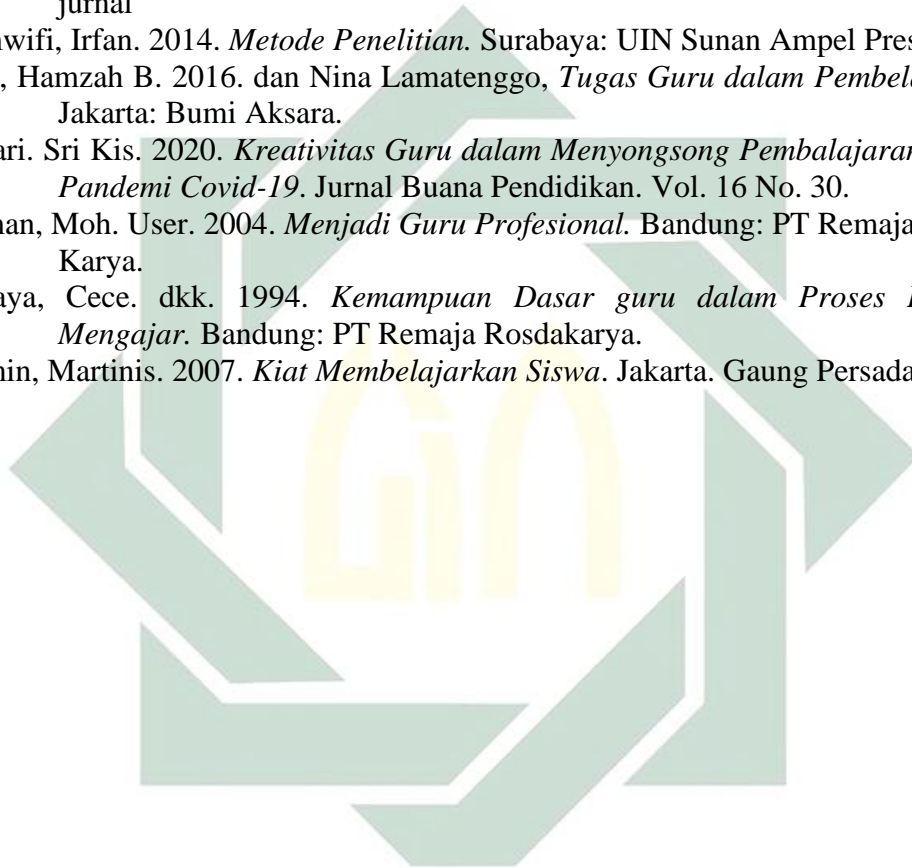 jurnal
wifi, Irfan. 2014. Metode Penelitian. Surabaya: UIN Sunan Ampel Pres
, Hamzah B. 2016. dan Nina Lamatenggo, Tugas Guru dalam Pembela
Jakarta: Bumi Aksara.
ari. Sri Kis. 2020. Kreativitas Guru dalam Menyongsong Pembalajaran
Pandemi Covid-19. Jurnal Buana Pendidikan. Vol. 16 No. 30.
nan, Moh. User. 2004. Menjadi Guru Profesional. Bandung: PT Remaja
Karya.
aya, Cece. dkk. 1994. Kemampuan Dasar guru dalam Proses
Mengajar. Bandung: PT Remaja Rosdakarya.
nin, Martinis. 2007. Kiat Membelajarkan Siswa. Jakarta. Gaung Persada